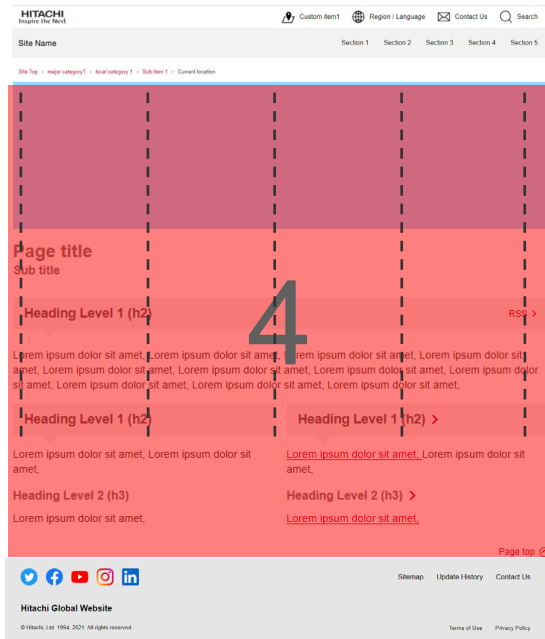 HITACHI
Inspire the Next
Custom item1 Region / Language Contact Us Search
Site Name
Section 1 Section 2 Section 3 Section 4 Section 5
Site Top > major category1 > local category 1 > Sub item 1 > Current location
Page title
Sub title
4
Heading Level 1 (h2)
RSS >
Lorem ipsum dolor sit amet, Lorem ipsum dolor sit amet, Lorem ipsum dolor sit amet, Lorem ipsum dolor sit
amet, Lorem ipsum dolor sit amet, Lorem ipsum dolor sit amet, Lorem ipsum dolor sit amet, Lorem ipsum dolor
sit amet, Lorem ipsum dolor sit amet, Lorem ipsum dolor sit amet, Lorem ipsum dolor sit amet,
Heading Level 1 (h2)
Lorem ipsum dolor sit amet, Lorem ipsum dolor sit
amet,
Heading Level 2 (h3)
Lorem ipsum dolor sit amet,
Heading Level 1 (h2) >
Lorem ipsum dolor sit amet, Lorem ipsum dolor sit
amet,
Heading Level 2 (h3) >
Lorem ipsum dolor sit amet,
Page top
Sitemap Update History Contact Us
Hitachi Global Website
© Hitachi, Ltd. 1994, 2021. All rights reserved.
Terms of Use Privacy Policy